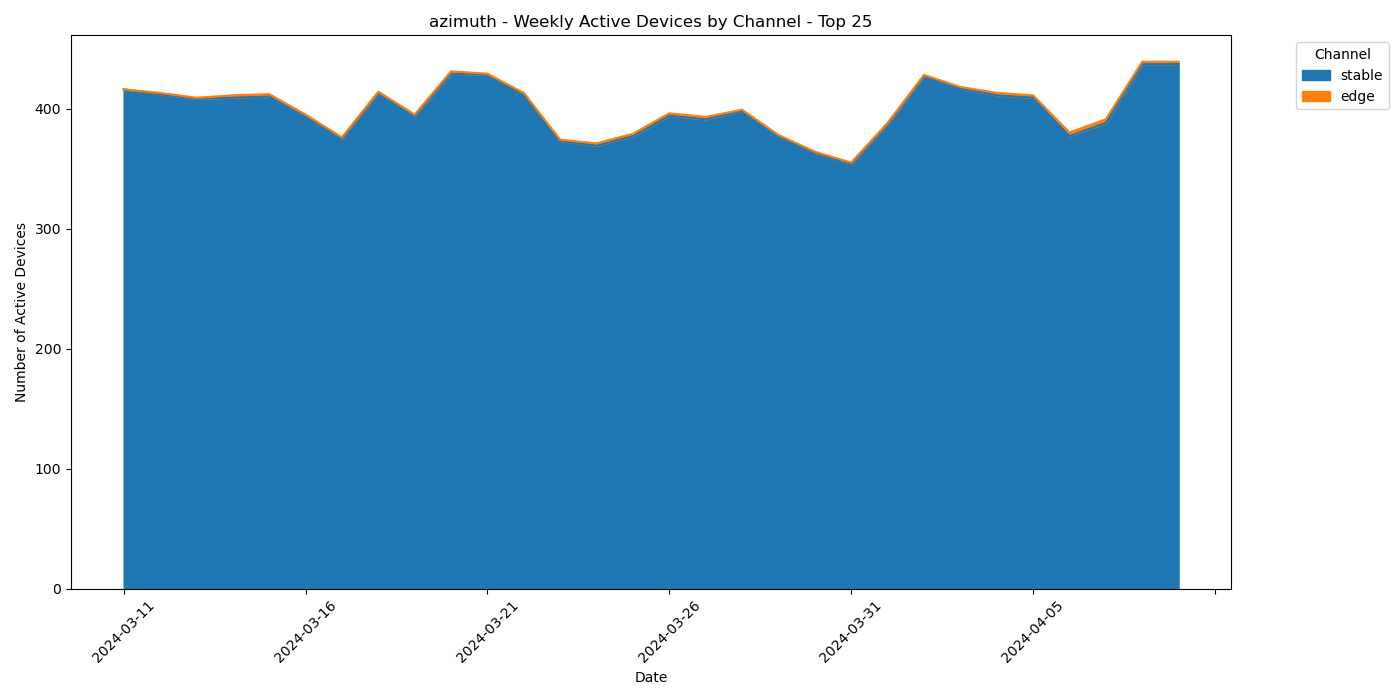 azimuth - Weekly Active Devices by Channel - Top 25
Channel
stable
edge
Number of Active Devices
400
300
200
100
0
2024-03-11
2024-03-16
2024-03-21
2024-03-26
2024-03-31
2024-04-05
Date